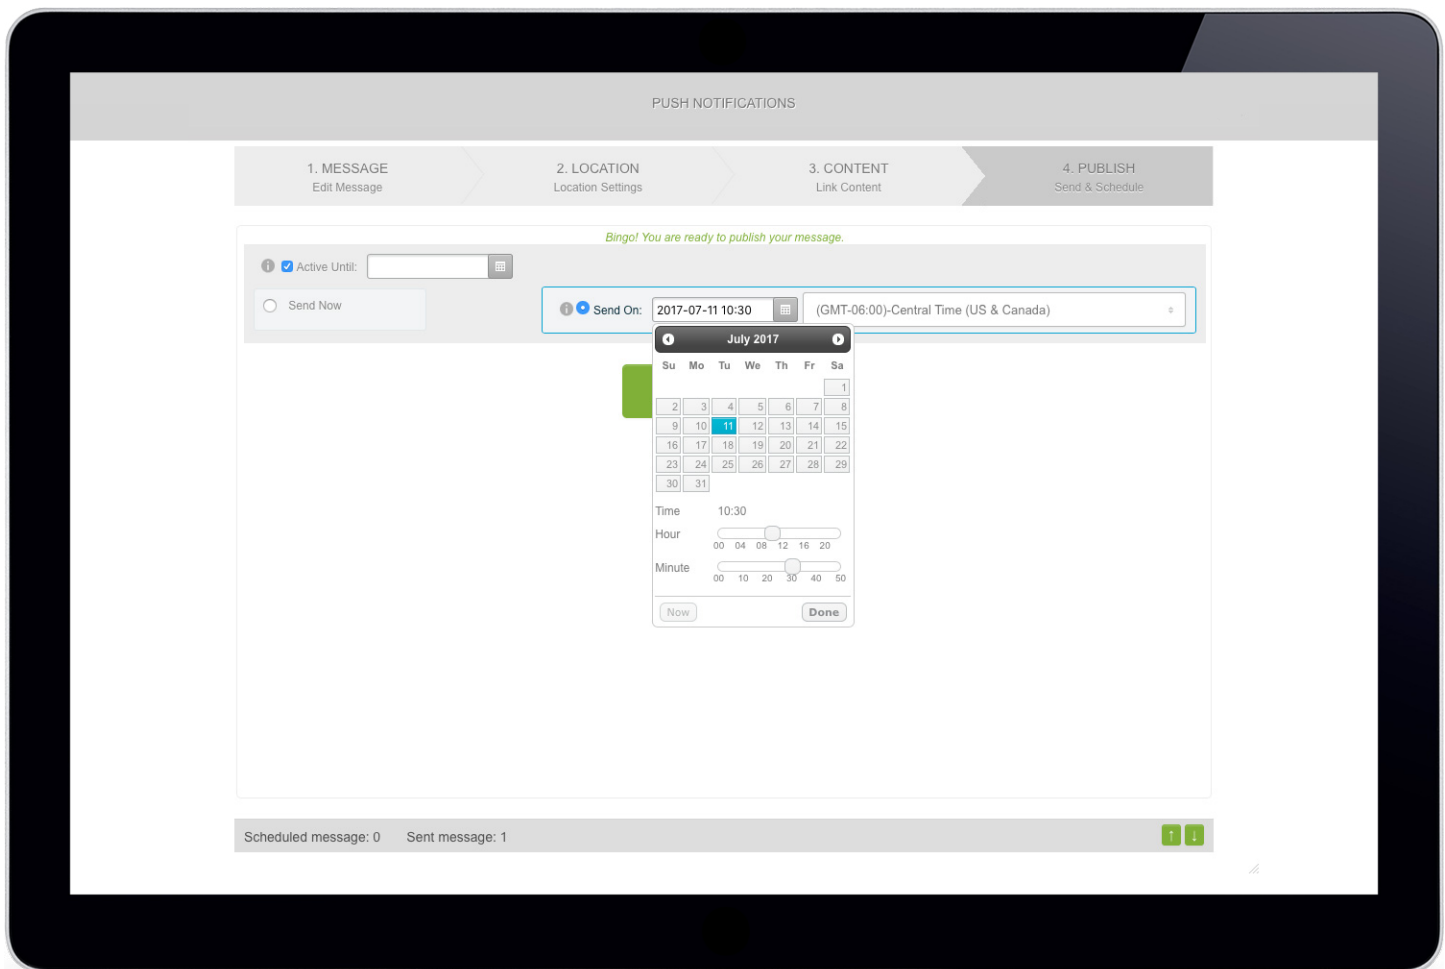 PUSH NOTIFICATIONS
1. MESSAGE
Edit Message
2. LOCATION
Location Settings
3. CONTENT
Link Content
4. PUBLISH
Send & Schedule
Bingo! You are ready to publish your message.
Active Until:
Send Now
Send On: 2017-07-11 10:30 (GMT-06:00)-Central Time (US & Canada)
July 2017
Su Mo Tu We Th Fr Sa
1
2 3 4 5 6 7 8
9 10 11 12 13 14 15
16 17 18 19 20 21 22
23 24 25 26 27 28 29
30 31
Time 10:30
Hour
00 04 08 12 16 20
Minute
00 10 20 30 40 50
Now Done
Scheduled message: 0 Sent message: 1